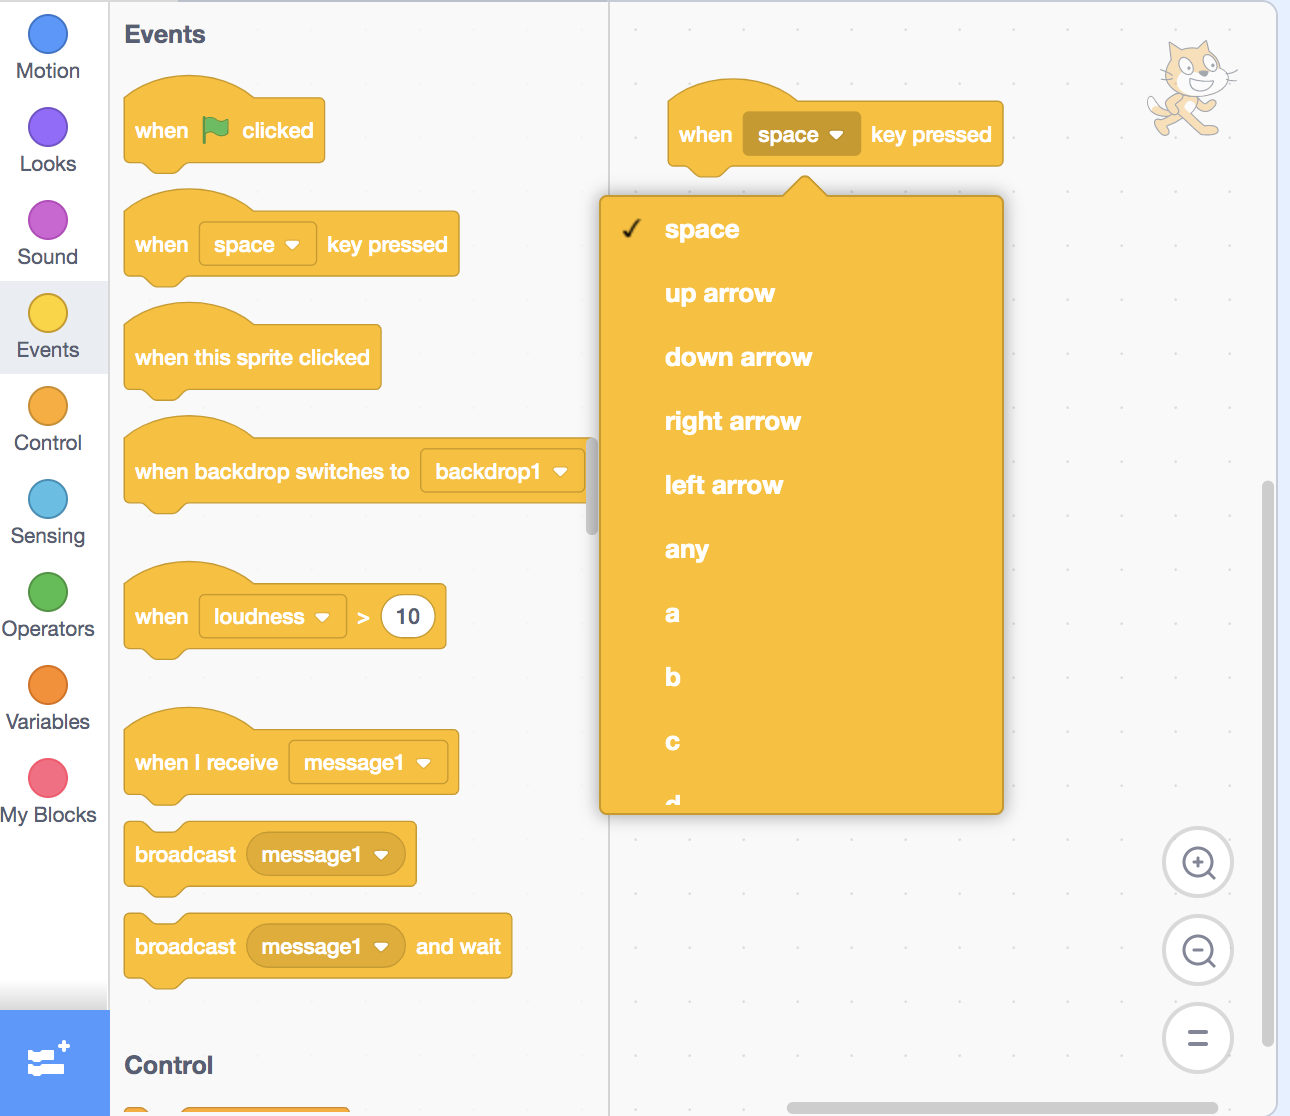 Motion
Looks
Sound
Events
Control
Sensing
Operators
Variables
My Blocks
Events
when clicked
when space key pressed
when this sprite clicked
when backdrop switches to backdrop1
when loudness > 10
when I receive message1
broadcast message1
broadcast message1 and wait
Control
when space key pressed
✓ space
up arrow
down arrow
right arrow
left arrow
any
a
b
c
d